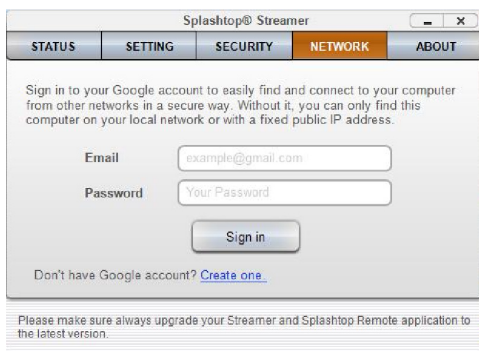 Splashtop® Streamer
STATUS SETTING SECURITY NETWORK ABOUT
Sign in to your Google account to easily find and connect to your computer
from other networks in a secure way. Without it, you can only find this
computer on your local network or with a fixed public IP address.
Email example@gmail.com
Password Your Password
Sign in
Don't have Google account? Create one.
Please make sure always upgrade your Streamer and Splashtop Remote application to
the latest version.